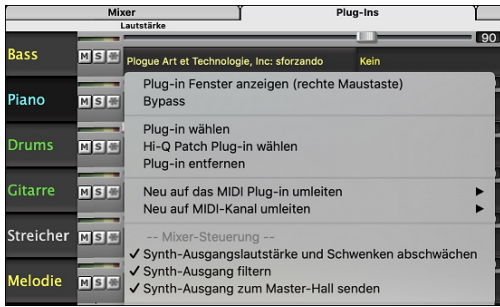 Mixer Plug-Ins
Lautstärke
90
Bass M S Plogue Art et Technologie, Inc: sforzando Kein
Plug-in Fenster anzeigen (rechte Maustaste)
Piano M S Bypass
Plug-in wählen
Drums M S Hi-Q Patch Plug-in wählen
Plug-in entfernen
Gitarre M S Neu auf das MIDI Plug-in umleiten
Neu auf MIDI-Kanal umleiten
Streicher M S -- Mixer-Steuerung --
✓ Synth-Ausgangslautstärke und Schwenken abschwächen
✓ Synth-Ausgang filtern
Melodie M S ✓ Synth-Ausgang zum Master-Hall senden